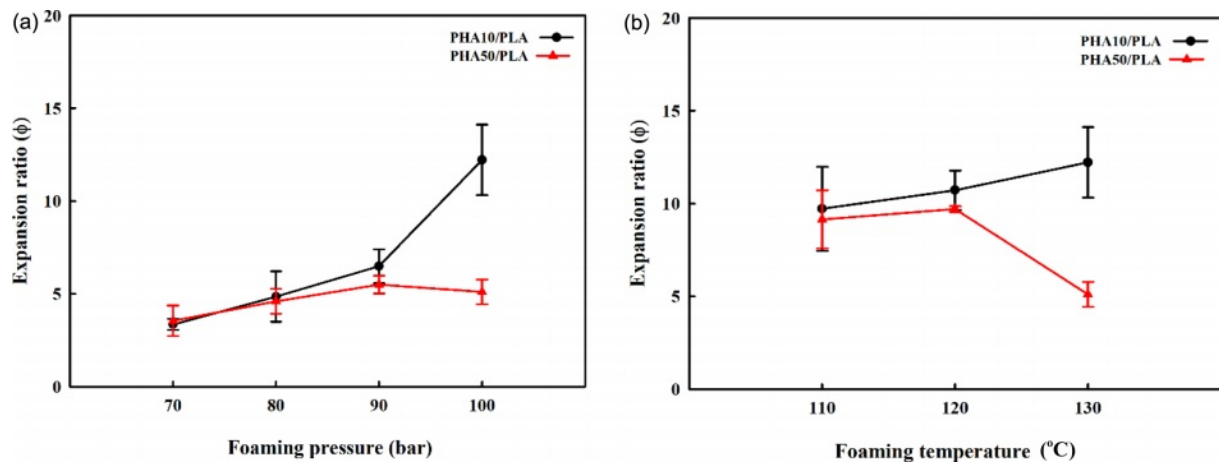 (a)
PHA10/PLA
PHA50/PLA
Expansion ratio (ϕ)
20
15
10
5
0
70 80 90 100
Foaming pressure (bar)
(b)
PHA10/PLA
PHA50/PLA
Expansion ratio (ϕ)
20
15
10
5
0
110 120 130
Foaming temperature (°C)